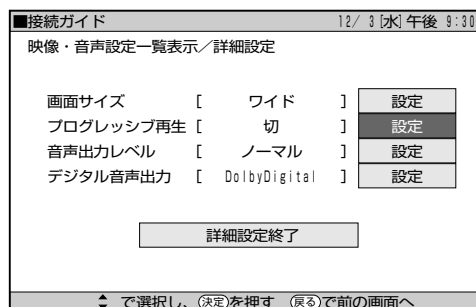 ■接続ガイド 12/ 3[水]午後 9:30
映像・音声設定一覧表示／詳細設定
画面サイズ [ ワイド ] 設定
プログレッシブ再生 [ 切 ] 設定
音声出力レベル [ ノーマル ] 設定
デジタル音声出力 [ DolbyDigital ] 設定
詳細設定終了
で選択し、決定を押す 戻るで前の画面へ